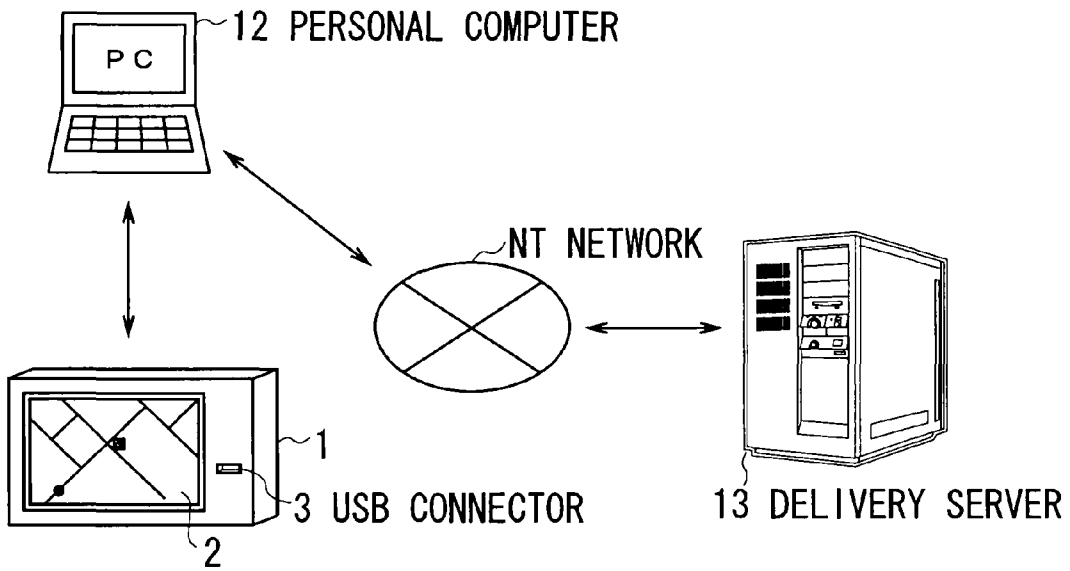 12 PERSONAL COMPUTER
PC
NT NETWORK
1
3 USB CONNECTOR
2
13 DELIVERY SERVER